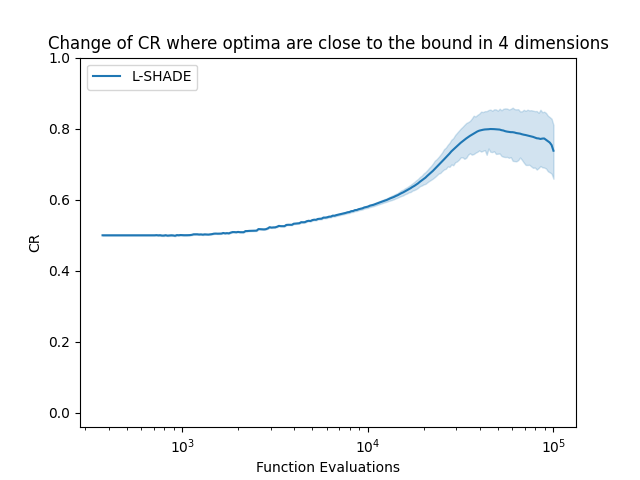 Change of CR where optima are close to the bound in 4 dimensions
L-SHADE
1.0
0.8
0.6
0.4
0.2
0.0
CR
10³
10⁴
10⁵
Function Evaluations